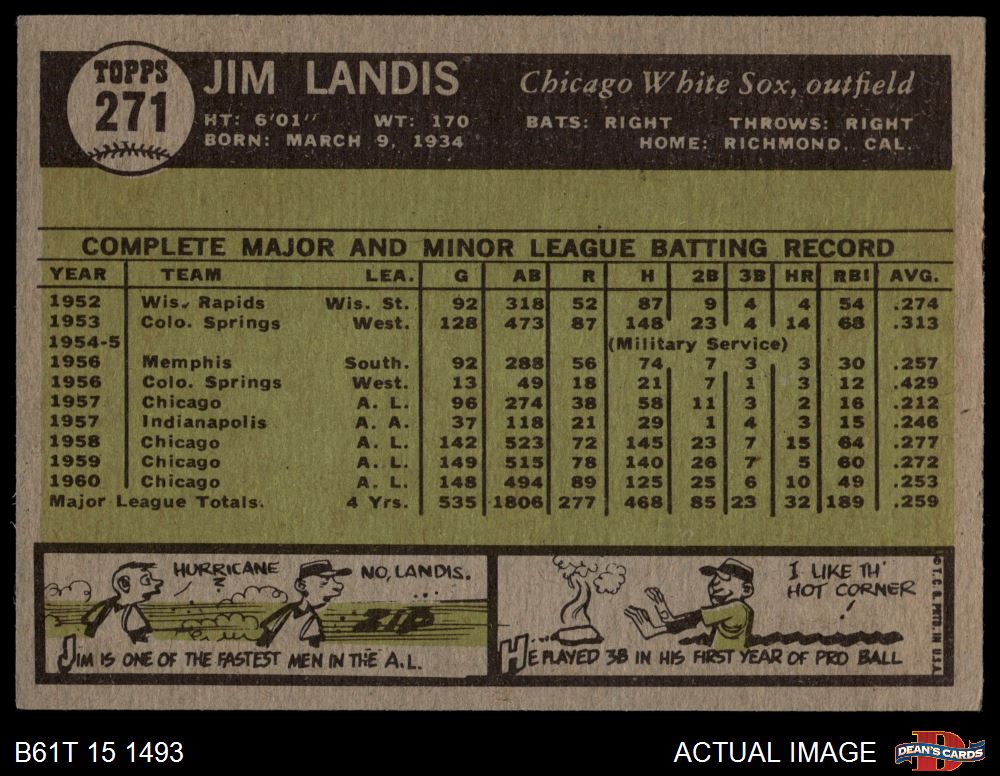 TOPPS
271
JIM LANDIS
Chicago White Sox, outfield
HT: 6'01" WT: 170 BATS: RIGHT THROWS: RIGHT
BORN: MARCH 9, 1934 HOME: RICHMOND, CAL.
COMPLETE MAJOR AND MINOR LEAGUE BATTING RECORD
YEAR TEAM LEA. G AB R H 2B 3B HR RBI AVG.
1952 Wis. Rapids Wis. St. 92 318 52 87 9 4 4 54 .274
1953 Colo. Springs West. 128 473 87 148 23 4 14 68 .313
1954-5 (Military Service)
1956 Memphis South. 92 288 56 74 7 3 3 30 .257
1956 Colo. Springs West. 13 49 18 21 7 1 3 12 .429
1957 Chicago A. L. 96 274 38 58 11 3 2 16 .212
1957 Indianapolis A. A. 37 118 21 29 1 4 3 15 .246
1958 Chicago A. L. 142 523 72 145 23 7 15 64 .277
1959 Chicago A. L. 149 515 78 140 26 7 5 60 .272
1960 Chicago A. L. 148 494 89 125 25 6 10 49 .253
Major League Totals. 4 Yrs. 535 1806 277 468 85 23 32 189 .259
HURRICANE
?
NO, LANDIS.
...
ZIP
JIM IS ONE OF THE FASTEST MEN IN THE A.L.
I LIKE TH'
HOT CORNER
!
HE PLAYED 3B IN HIS FIRST YEAR OF PRO BALL
© T. C. G. PRTD. IN U.S.A.
B61T 15 1493
ACTUAL IMAGE
DEAN'S CARDS